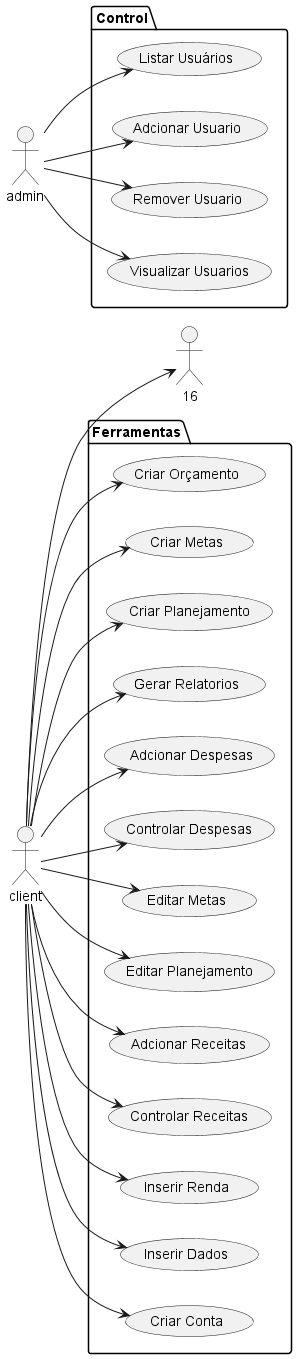 Control
Listar Usuários
Adcionar Usuario
admin
Remover Usuario
Visualizar Usuarios
16
Ferramentas
Criar Orçamento
Criar Metas
Criar Planejamento
Gerar Relatorios
Adcionar Despesas
Controlar Despesas
client
Editar Metas
Editar Planejamento
Adcionar Receitas
Controlar Receitas
Inserir Renda
Inserir Dados
Criar Conta